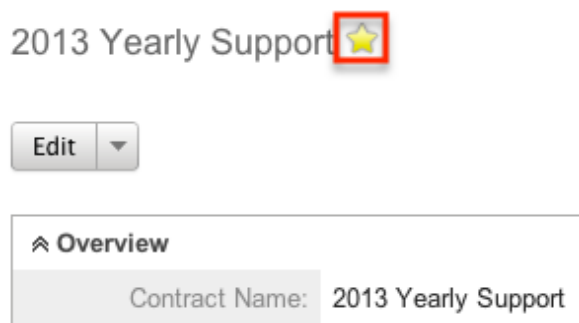 2013 Yearly Support
Edit
Overview
Contract Name: 2013 Yearly Support